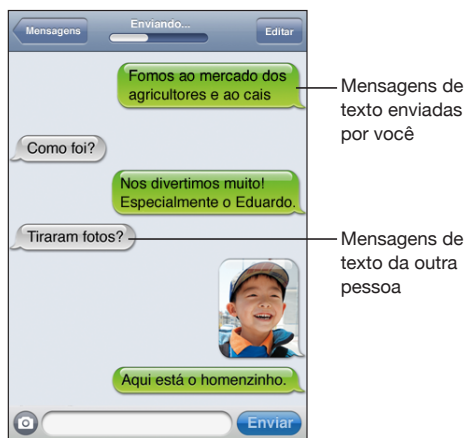 Mensagens
Enviando...
Editar
Fomos ao mercado dos
agricultores e ao cais
Mensagens de
texto enviadas
por você
Como foi?
Nos divertimos muito!
Especialmente o Eduardo.
Tiraram fotos?
Mensagens de
texto da outra
pessoa
Aqui está o homenzinho.
Enviar